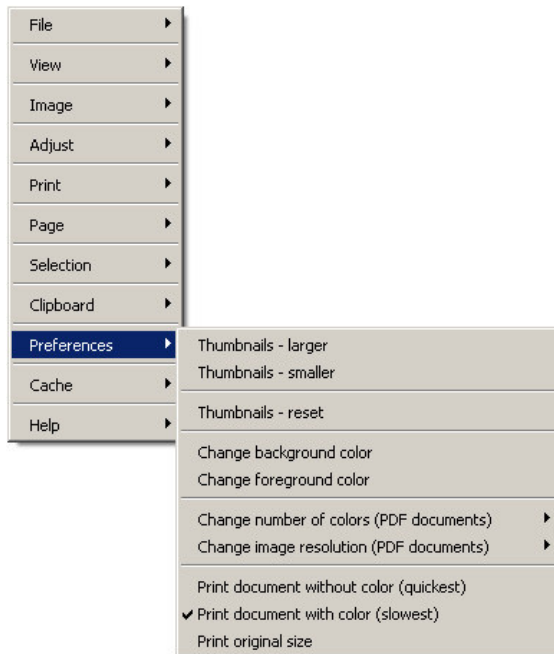 File
View
Image
Adjust
Print
Page
Selection
Clipboard
Preferences
Cache
Help
Thumbnails - larger
Thumbnails - smaller
Thumbnails - reset
Change background color
Change foreground color
Change number of colors (PDF documents)
Change image resolution (PDF documents)
Print document without color (quickest)
Print document with color (slowest)
Print original size